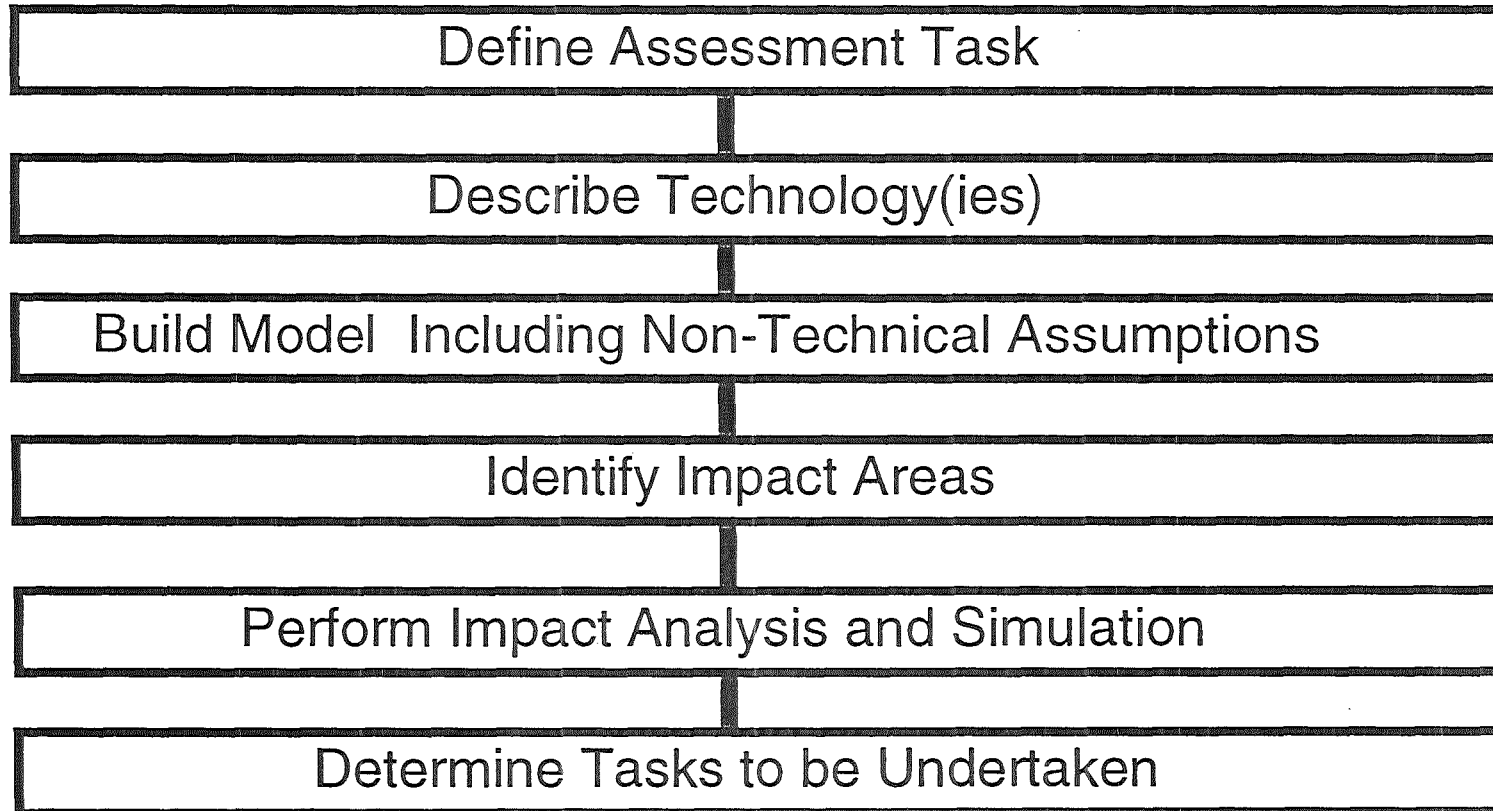 Define Assessment Task
Describe Technology(ies)
Build Model Including Non-Technical Assumptions
Identify Impact Areas
Perform Impact Analysis and Simulation
Determine Tasks to be Undertaken